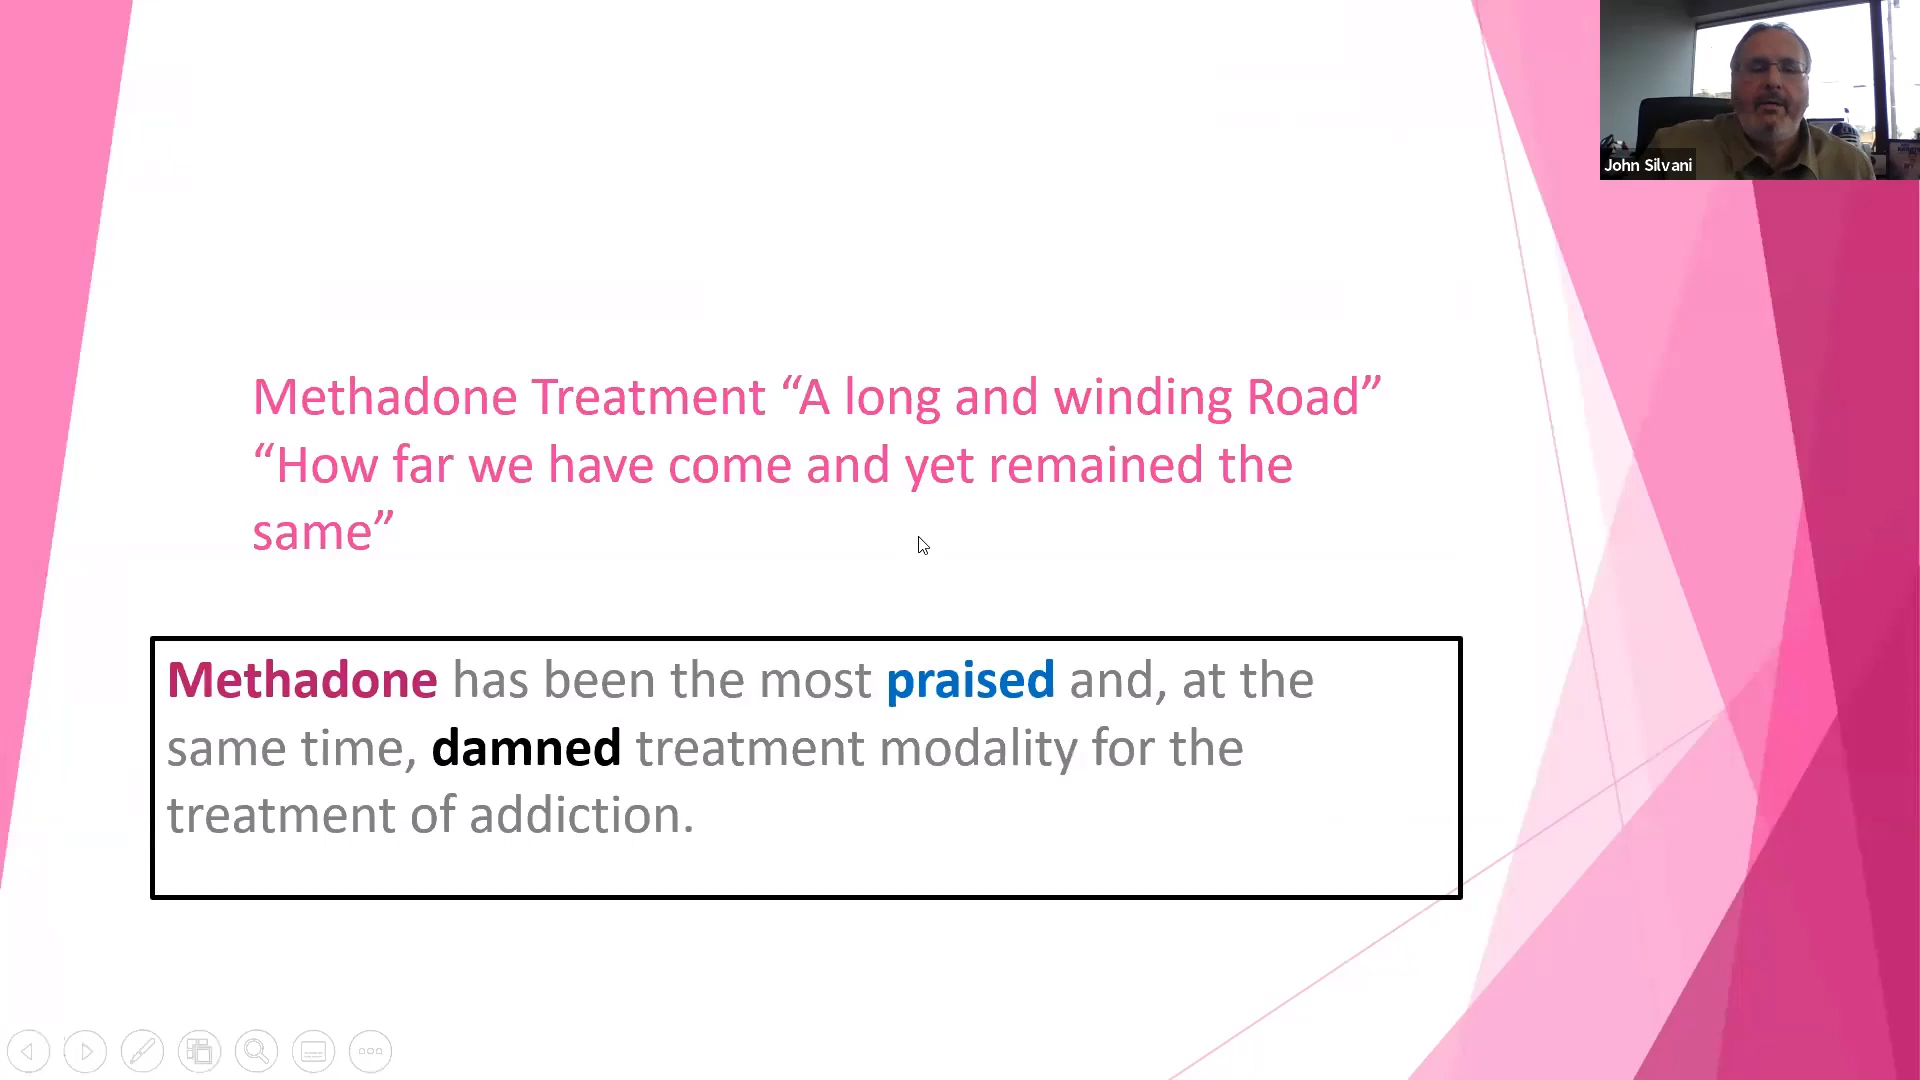 John Silvani
Methadone Treatment “A long and winding Road”
“How far we have come and yet remained the
same”
Methadone has been the most praised and, at the
same time, damned treatment modality for the
treatment of addiction.